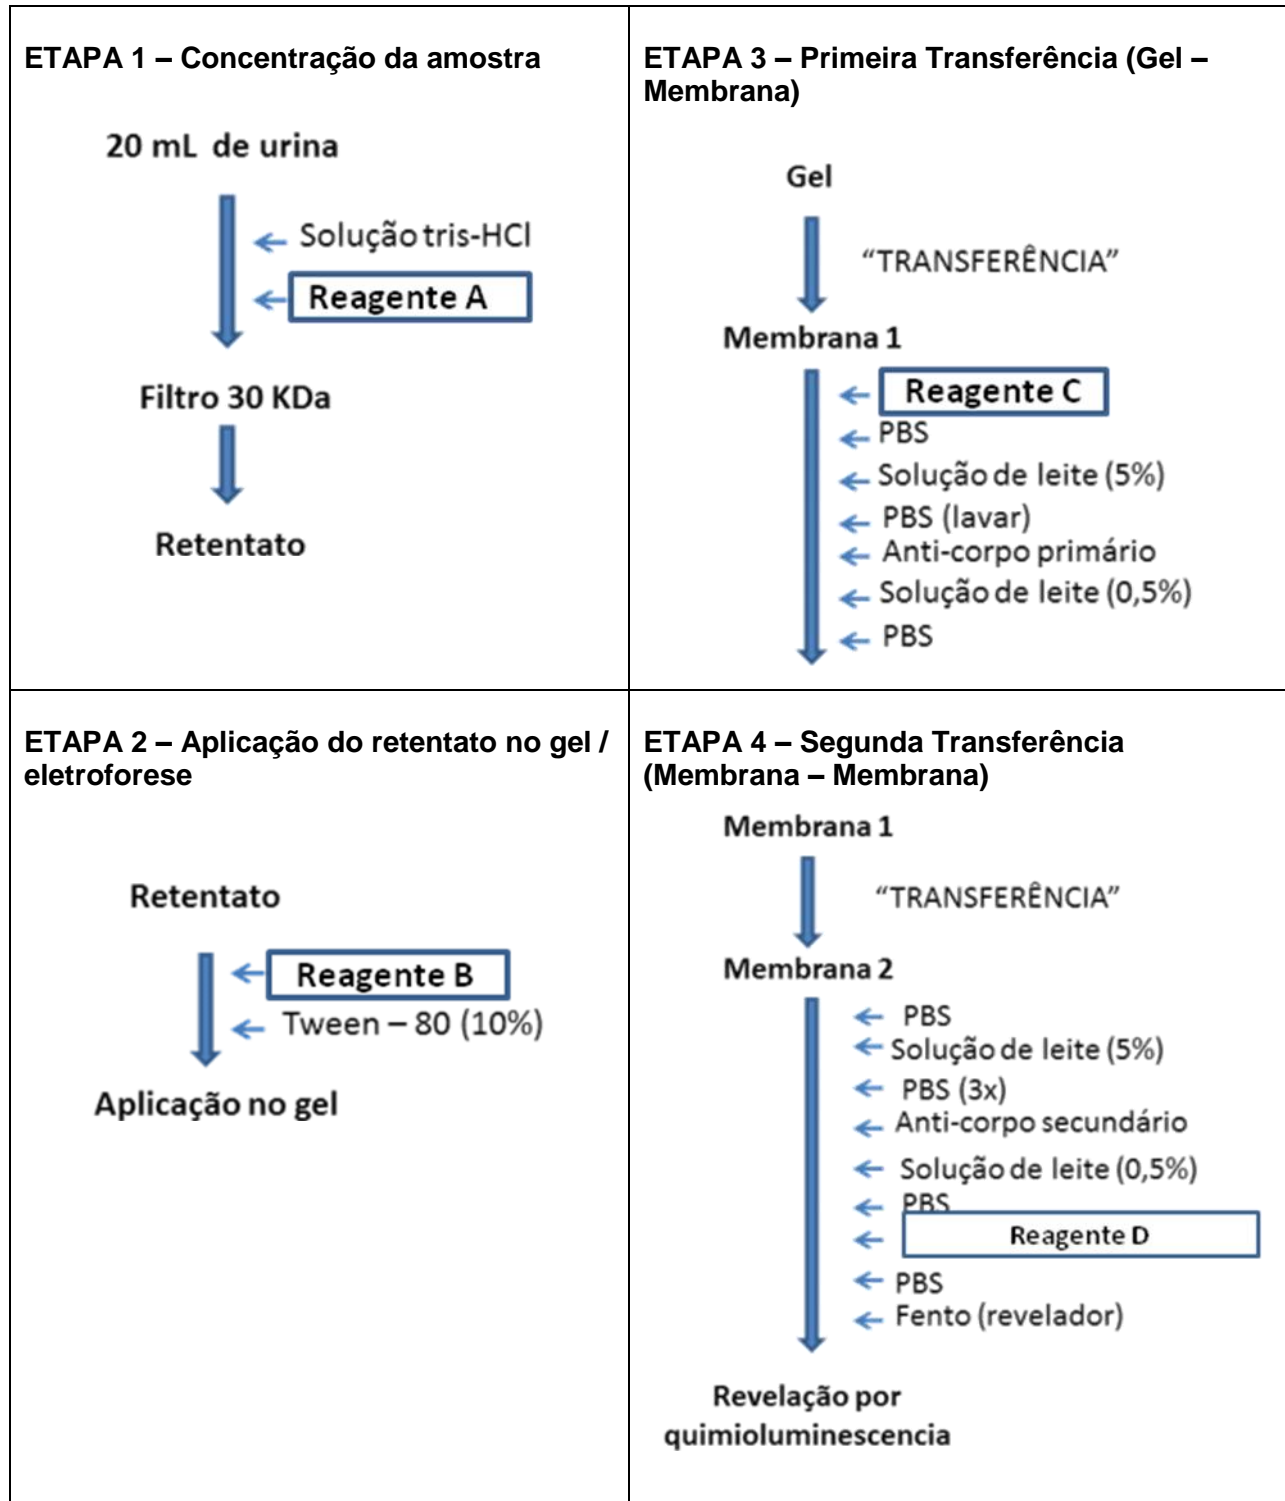 ETAPA 1 – Concentração da amostra
20 mL de urina
Solução tris-HCl
Reagente A
Filtro 30 KDa
Retentato
ETAPA 3 – Primeira Transferência (Gel –
Membrana)
Gel
“TRANSFERÊNCIA”
Membrana 1
Reagente C
PBS
Solução de leite (5%)
PBS (lavar)
Anti-corpo primário
Solução de leite (0,5%)
PBS
ETAPA 2 – Aplicação do retentato no gel /
eletroforese
Retentato
Reagente B
Tween – 80 (10%)
Aplicação no gel
ETAPA 4 – Segunda Transferência
(Membrana – Membrana)
Membrana 1
“TRANSFERÊNCIA”
Membrana 2
PBS
Solução de leite (5%)
PBS (3x)
Anti-corpo secundário
Solução de leite (0,5%)
PBS
Reagente D
PBS
Fento (revelador)
Revelação por
quimioluminescencia